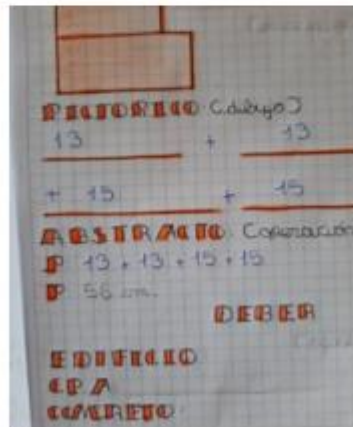 PICTORICO (dibujo)
13 + 13
+ 15 + 15
ABSTRACTO (operación
P 13 + 13 + 15 + 15
P 56 cm.
DEBER
EDIFICIO
CPA
CONCRETO